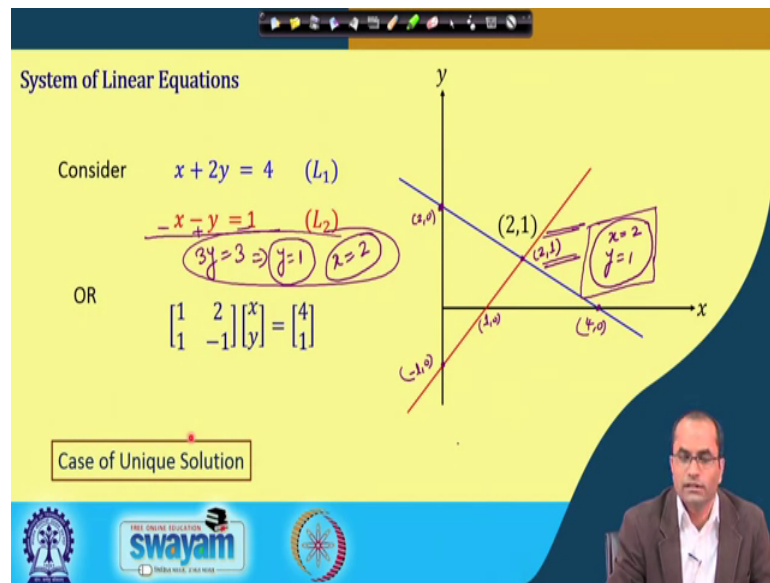 System of Linear Equations
Consider x + 2y = 4 (L₁)
x − y = 1 (L₂)
− + −
3y = 3 ⇒ y = 1 x = 2
OR
[1 2
1 −1] [x
y] = [4
1]
Case of Unique Solution
y
(2,0)
(2,1)
(2,1)
x = 2
y = 1
(1,0)
(4,0)
x
(-1,0)
FREE ONLINE EDUCATION
swayam